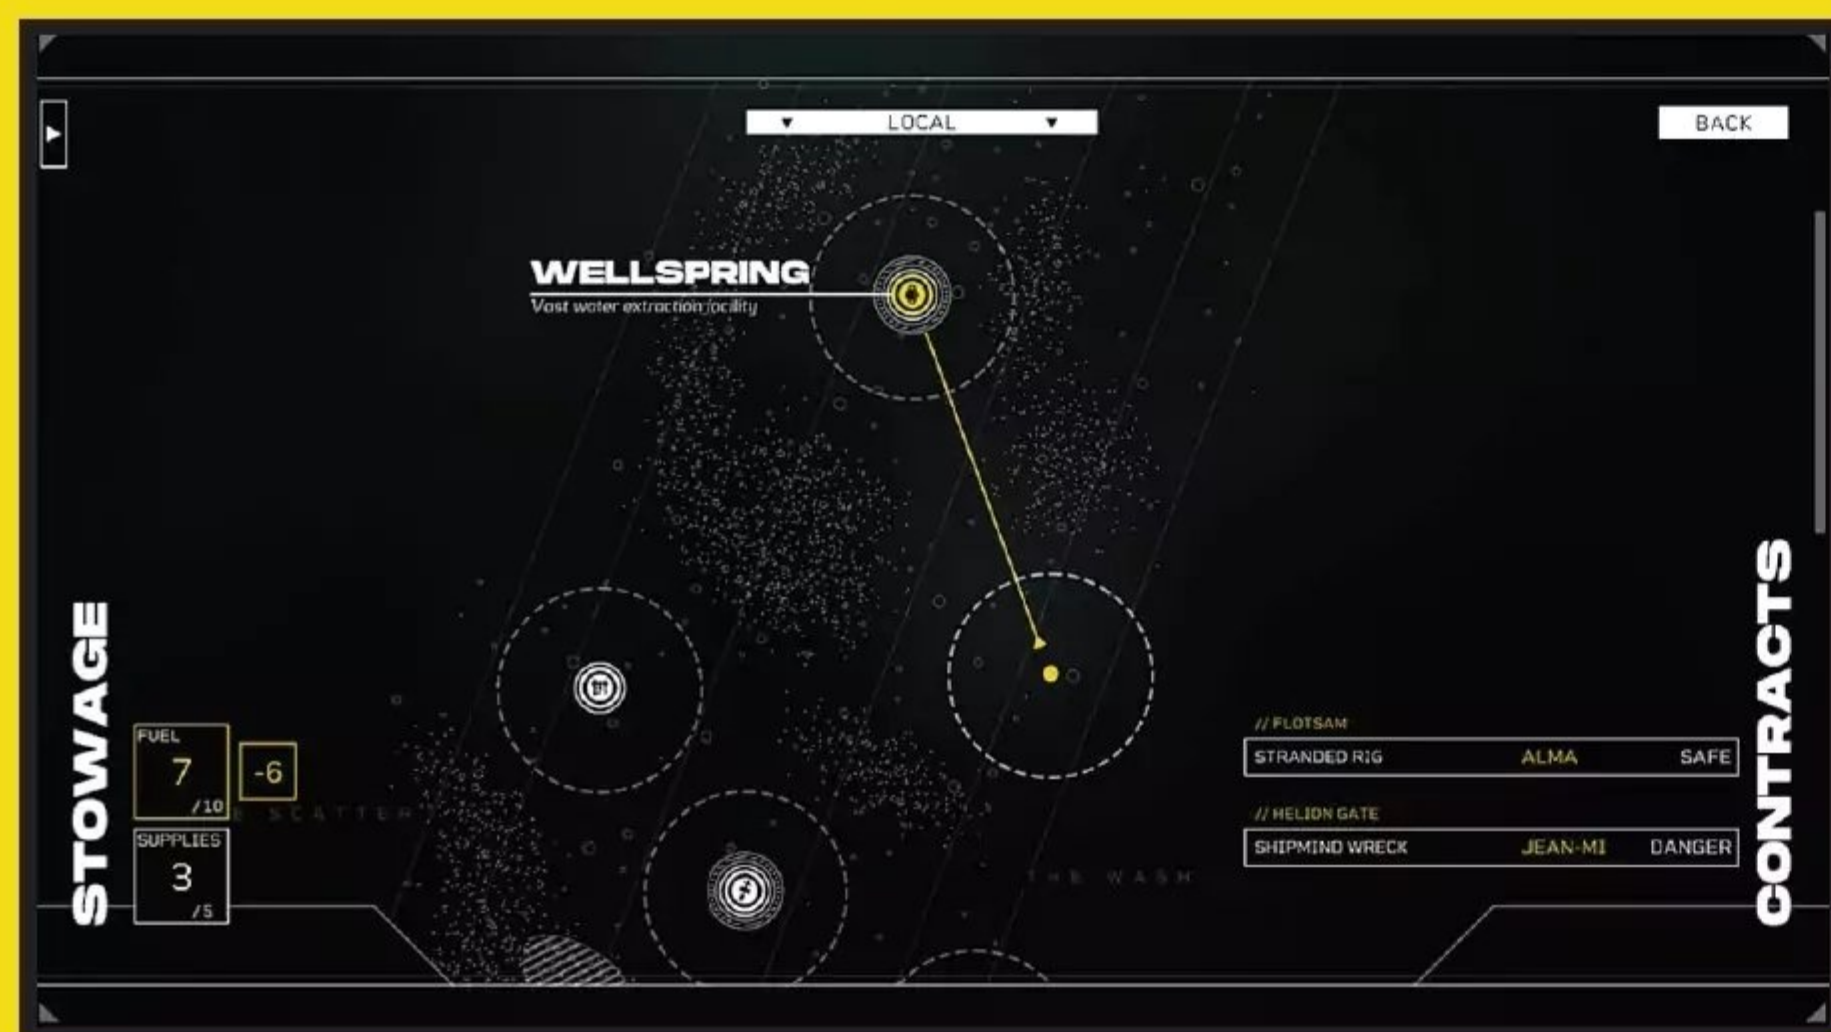 LOCAL
BACK
WELLSPRING
Vast water extraction facility
STOWAGE
FUEL
7
/10
-6
SCATTER
SUPPLIES
3
/5
THE WASH
CONTRACTS
// FLOTSAM
STRANDED RIG ALMA SAFE
// HELION GATE
SHIPMIND WRECK JEAN-MI DANGER